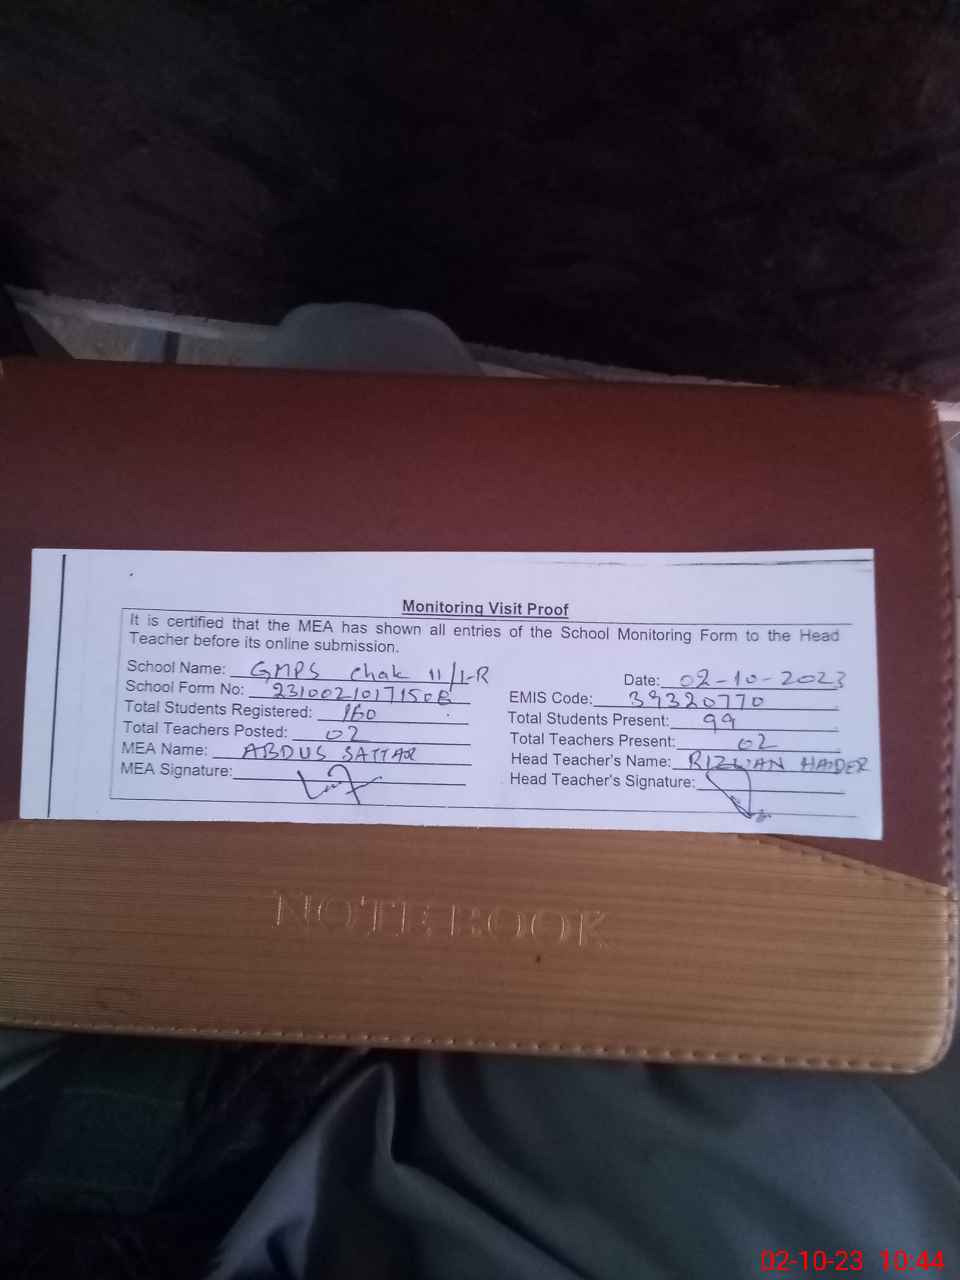 Monitoring Visit Proof
It is certified that the MEA has shown all entries of the School Monitoring Form to the Head
Teacher before its online submission.
School Name: GMPS Chak 11/1-R
Date: 02-10-2023
School Form No:
EMIS Code: 39320770
Total Students Registered: 160
Total Students Present: 99
Total Teachers Posted: 02
Total Teachers Present: 02
MEA Name: ABDUS SATTAR
Head Teacher's Name: RIZWAN HAIDER
MEA Signature:
Head Teacher's Signature:
NOTEBOOK
02-10-23 10:44